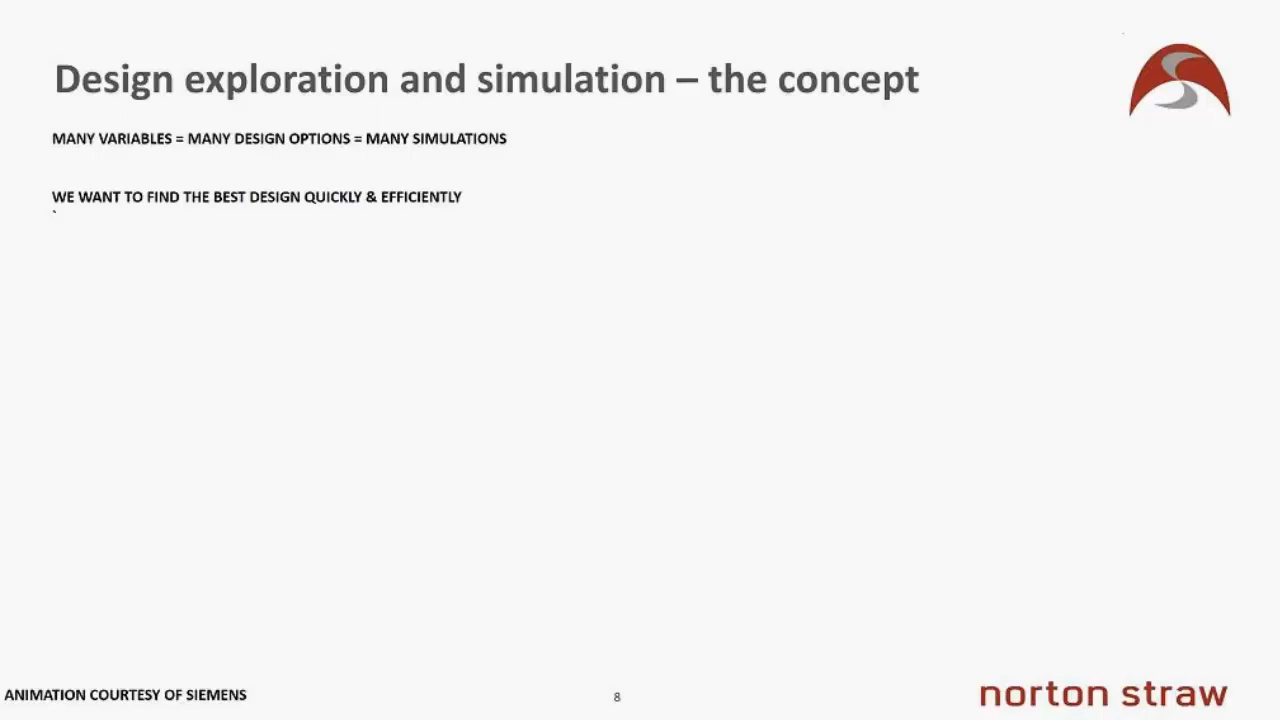 Design exploration and simulation – the concept
MANY VARIABLES = MANY DESIGN OPTIONS = MANY SIMULATIONS
WE WANT TO FIND THE BEST DESIGN QUICKLY & EFFICIENTLY
`
ANIMATION COURTESY OF SIEMENS
8
norton straw